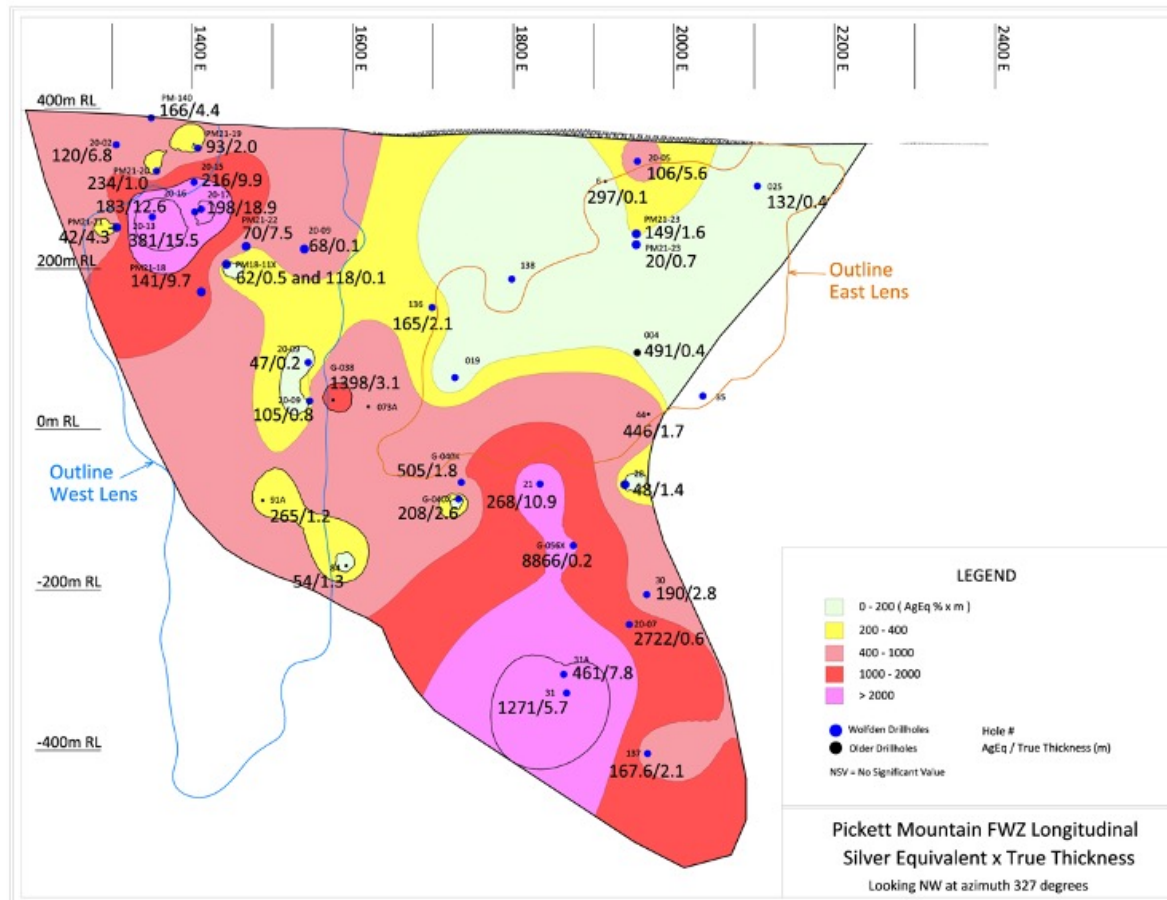 1400 E
1600 E
1800 E
2000 E
2200 E
2400 E
400m RL
PM-140
166/4.4
20-02
120/6.8
PM21-19
93/2.0
PM21-20
234/1.0
20-15
216/9.9
20-16
183/12.6
20-17
198/18.9
PM21-21
42/4.3
20-13
381/15.5
PM21-22
70/7.5
20-09
68/0.1
20-05
106/5.6
6
297/0.1
025
132/0.4
PM21-23
149/1.6
PM21-23
20/0.7
200m RL
PM21-18
141/9.7
PM18-11X
62/0.5 and 118/0.1
138
Outline
East Lens
136
165/2.1
004
491/0.4
20-09
47/0.2
G-038
1398/3.1
019
20-09
105/0.8
073A
0m RL
44
446/1.7
Outline
West Lens
G-040X
505/1.8
21
268/10.9
48/1.4
91A
265/1.2
208/2.6
G-056X
8866/0.2
54/1.3
-200m RL
30
190/2.8
20-07
2722/0.6
31A
461/7.8
31
1271/5.7
-400m RL
137
167.6/2.1
LEGEND
0 - 200 ( AgEq % x m )
200 - 400
400 - 1000
1000 - 2000
> 2000
Wolfden Drillholes
Hole #
Older Drillholes
AgEq / True Thickness (m)
NSV = No Significant Value
Pickett Mountain FWZ Longitudinal
Silver Equivalent x True Thickness
Looking NW at azimuth 327 degrees